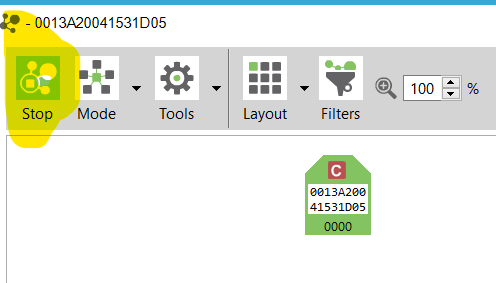 - 0013A20041531D05
Stop
Mode
Tools
Layout
Filters
100 %
C
0013A200
41531D05
0000